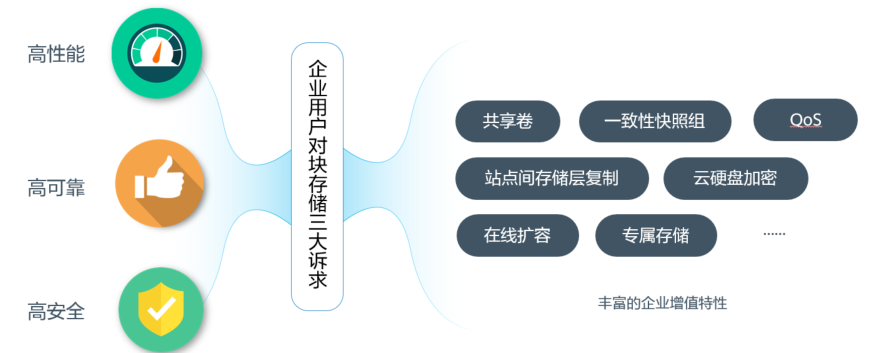 高性能
高可靠
高安全
企业用户对块存储三大诉求
共享卷
一致性快照组
QoS
站点间存储层复制
云硬盘加密
在线扩容
专属存储
……
丰富的企业增值特性